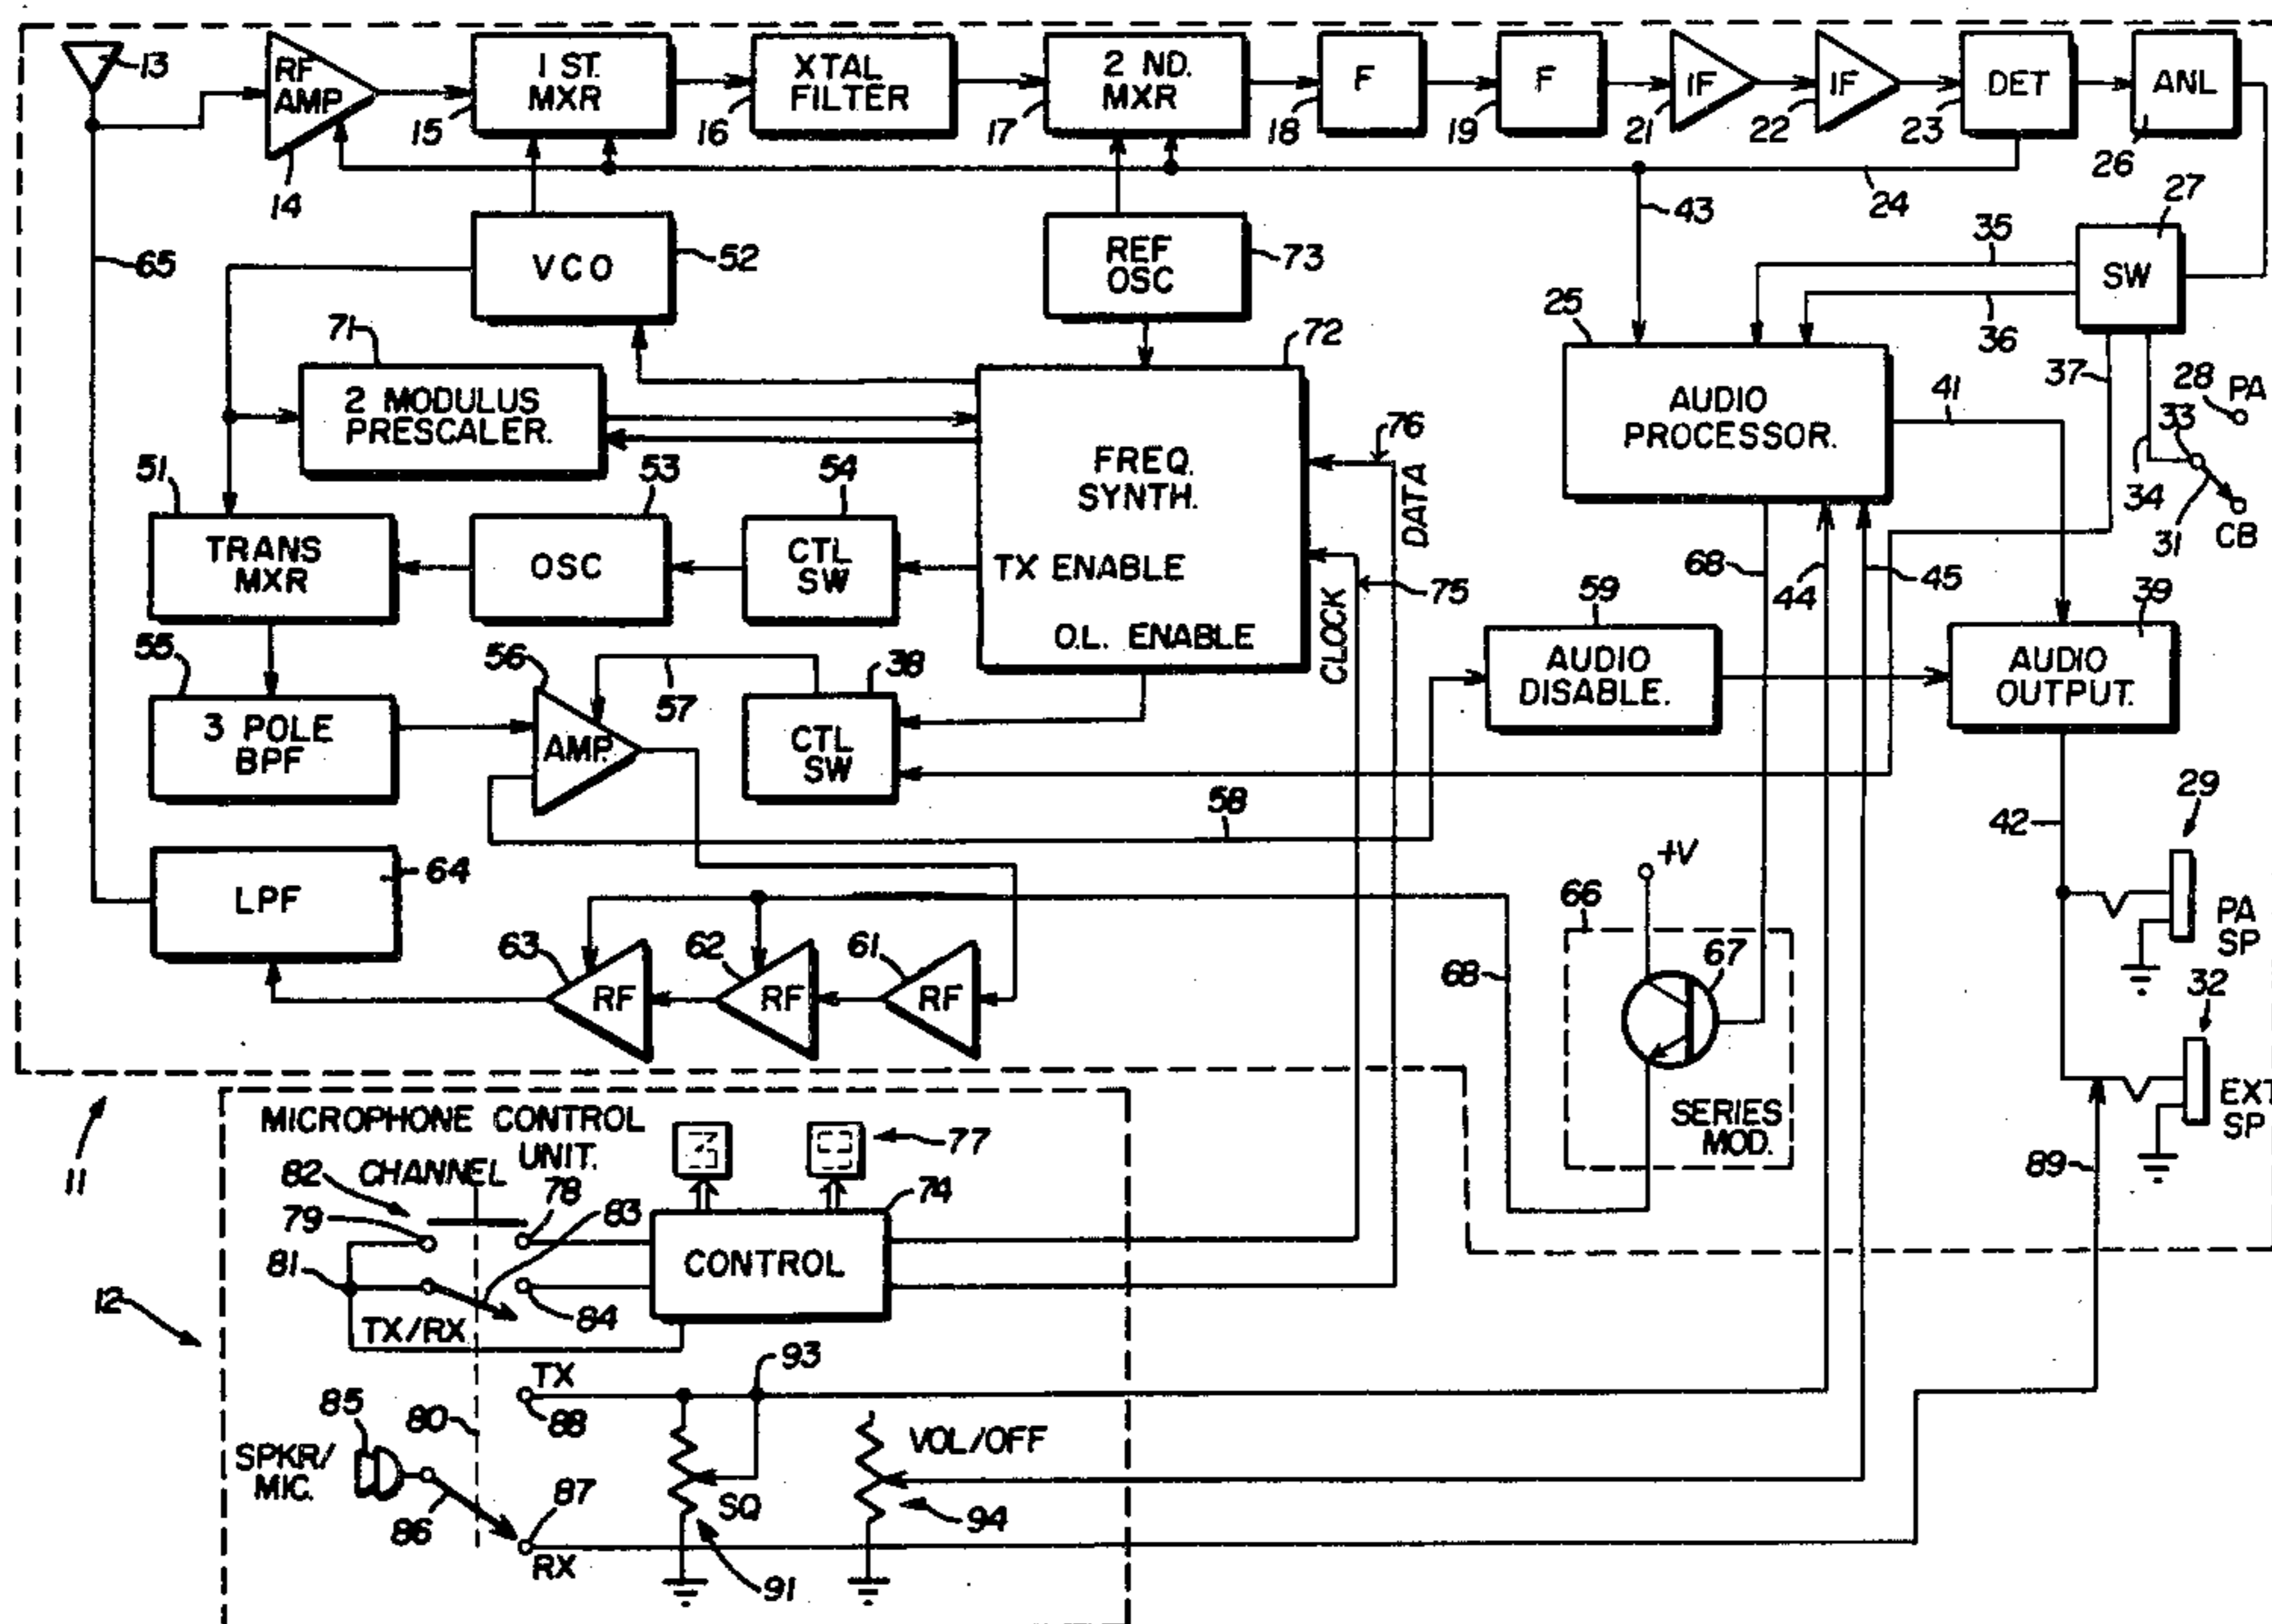 13
RF
AMP
14
1 ST.
MXR
15
XTAL
FILTER
16
2 ND.
MXR
17
F
18
F
19
IF
21
IF
22
DET
23
ANL
26
24
43
65
VCO
52
REF
OSC
73
35
36
27
SW
25
AUDIO
PROCESSOR.
41
37
28
PA
33
34
31
CB
71
2 MODULUS
PRESCALER.
72
FREQ.
SYNTH.
TX ENABLE
O.L. ENABLE
76
DATA
75
CLOCK
51
TRANS
MXR
53
OSC
54
CTL
SW
68
44
45
59
AUDIO
DISABLE.
39
AUDIO
OUTPUT.
55
3 POLE
BPF
56
AMP.
57
38
CTL
SW
58
42
29
PA
SP
32
EXT
SP
89
LPF
64
63
RF
62
RF
61
RF
68
+V
66
67
SERIES
MOD.
11
12
MICROPHONE CONTROL
UNIT.
77
82
CHANNEL
79
78
83
74
CONTROL
81
84
TX/RX
TX
88
93
85
80
SPKR/
MIC.
86
87
RX
SQ
91
VOL/OFF
94